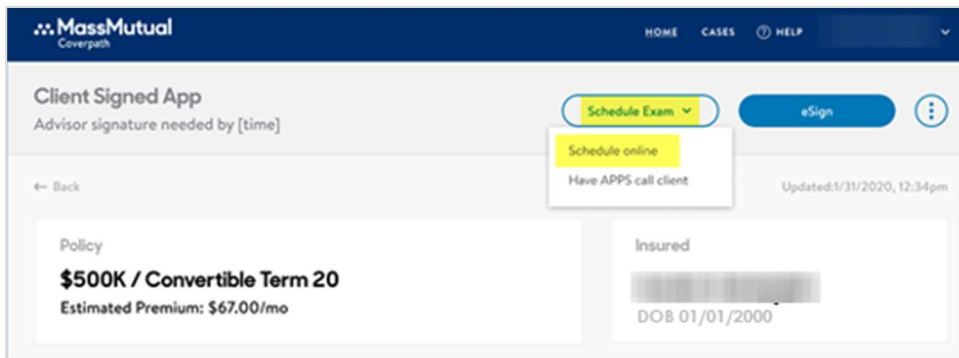 MassMutual
Coverpath
HOME CASES ? HELP
Client Signed App
Advisor signature needed by [time]
Schedule Exam
eSign
Schedule online
Have APPS call client
← Back
Updated:1/31/2020, 12:34pm
Policy
$500K / Convertible Term 20
Estimated Premium: $67.00/mo
Insured
DOB 01/01/2000